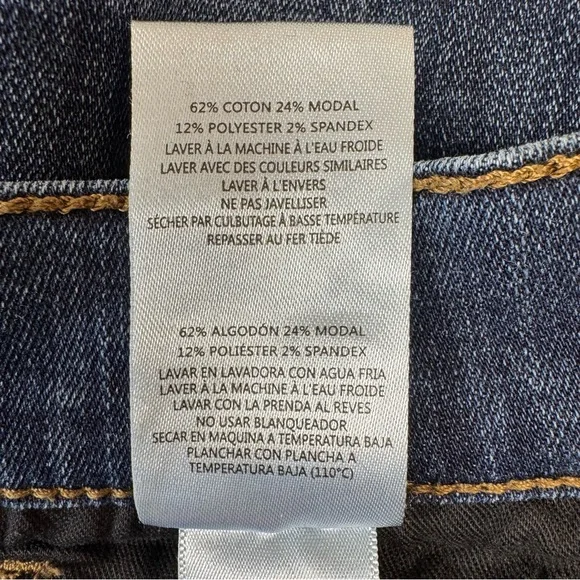 62% COTON 24% MODAL
12% POLYESTER 2% SPANDEX
LAVER À LA MACHINE À L'EAU FROIDE
LAVER AVEC DES COULEURS SIMILAIRES
LAVER À L'ENVERS
NE PAS JAVELLISER
SÉCHER PAR CULBUTAGE À BASSE TEMPÉRATURE
REPASSER AU FER TIÈDE
62% ALGODÓN 24% MODAL
12% POLIÉSTER 2% SPANDEX
LAVAR EN LAVADORA CON AGUA FRIA
LAVER À LA MACHINE À L'EAU FROIDE
LAVAR CON LA PRENDA AL REVES
NO USAR BLANQUEADOR
SECAR EN MAQUINA A TEMPERATURA BAJA
PLANCHAR CON PLANCHA A
TEMPERATURA BAJA (110°C)